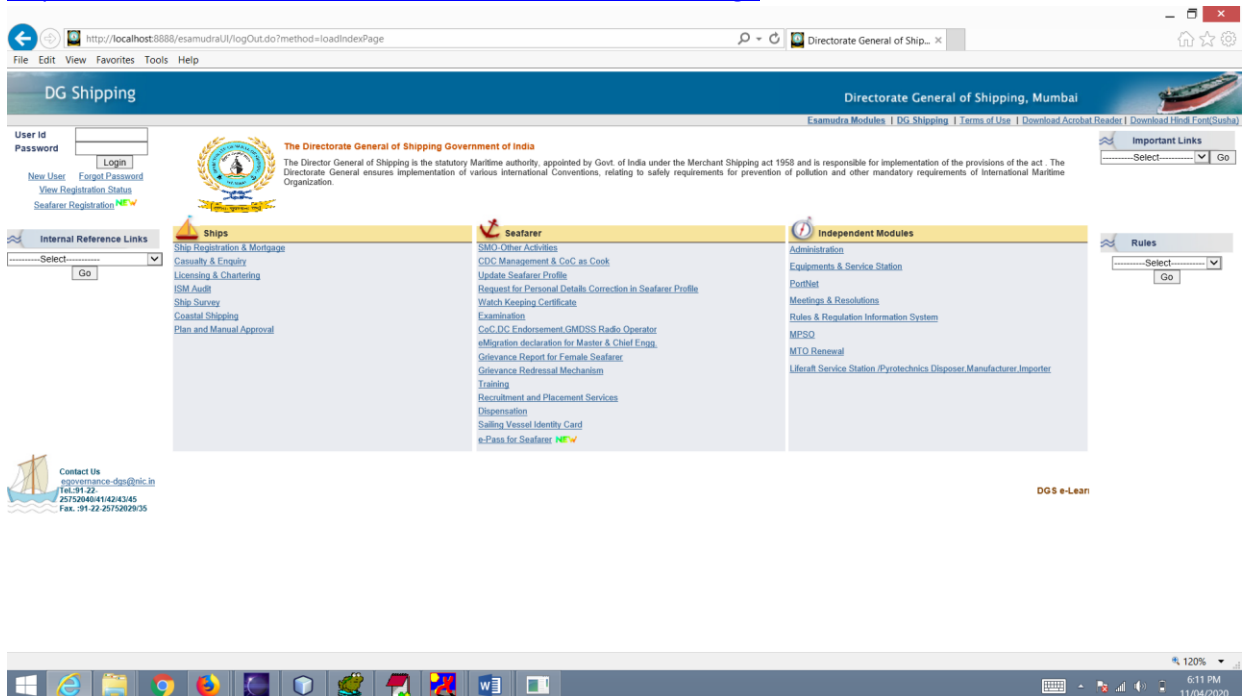 http://localhost:8888/esamudraUI/logOut.do?method=loadIndexPage
Directorate General of Ship...
File Edit View Favorites Tools Help
DG Shipping
Directorate General of Shipping, Mumbai
Esamudra Modules | DG Shipping | Terms of Use | Download Acrobat Reader | Download Hindi Font(Susha)
User Id
Password
Login
New User Forgot Password
View Registration Status
Seafarer Registration NEW
Internal Reference Links
-----------Select-----------
Go
The Directorate General of Shipping Government of India
The Director General of Shipping is the statutory Maritime authority, appointed by Govt. of India under the Merchant Shipping act 1958 and is responsible for implementation of the provisions of the act . The
Directorate General ensures implementation of various international Conventions, relating to safely requirements for prevention of pollution and other mandatory requirements of International Maritime
Organization.
Ships
Ship Registration & Mortgage
Casualty & Enquiry
Licensing & Chartering
ISM Audit
Ship Survey
Coastal Shipping
Plan and Manual Approval
Seafarer
SMO-Other Activities
CDC Management & CoC as Cook
Update Seafarer Profile
Request for Personal Details Correction in Seafarer Profile
Watch Keeping Certificate
Examination
CoC,DC Endorsement,GMDSS Radio Operator
eMigration declaration for Master & Chief Engg.
Grievance Report for Female Seafarer
Grievance Redressal Mechanism
Training
Recruitment and Placement Services
Dispensation
Sailing Vessel Identity Card
e-Pass for Seafarer NEW
Independent Modules
Administration
Equipments & Service Station
PortNet
Meetings & Resolutions
Rules & Regulation Information System
MPSO
MTO Renewal
Liferaft Service Station /Pyrotechnics Disposer,Manufacturer,Importer
Important Links
-----------Select-----------
Go
Rules
-----------Select-----------
Go
Contact Us
egovernance-dgs@nic.in
Tel.:91-22-
25752040/41/42/43/45
Fax. :91-22-25752029/35
DGS e-Learn
120%
6:11 PM
11/04/2020